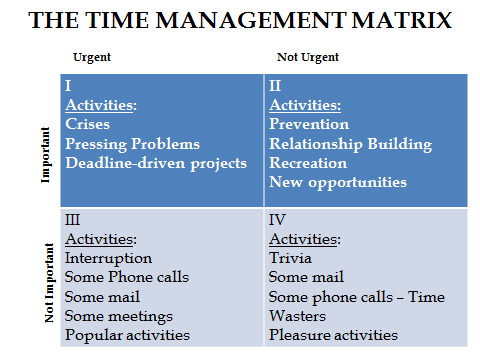 THE TIME MANAGEMENT MATRIX
Urgent
Not Urgent
Important
I
Activities:
Crises
Pressing Problems
Deadline-driven projects
II
Activities:
Prevention
Relationship Building
Recreation
New opportunities
Not Important
III
Activities:
Interruption
Some Phone calls
Some mail
Some meetings
Popular activities
IV
Activities:
Trivia
Some mail
Some phone calls – Time
Wasters
Pleasure activities